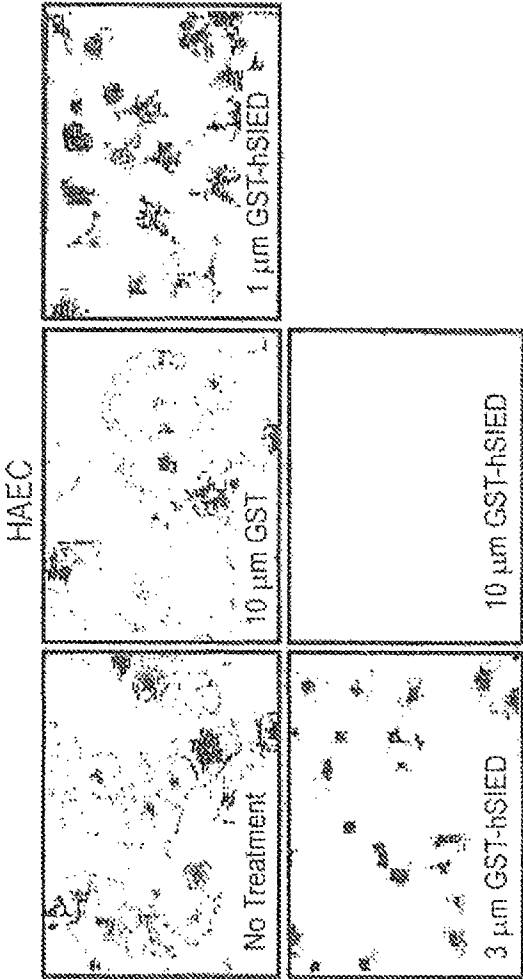 HAEC
No Treatment
10 μm GST
1 μm GST-hSIED
3 μm GST-hSIED
10 μm GST-hSIED